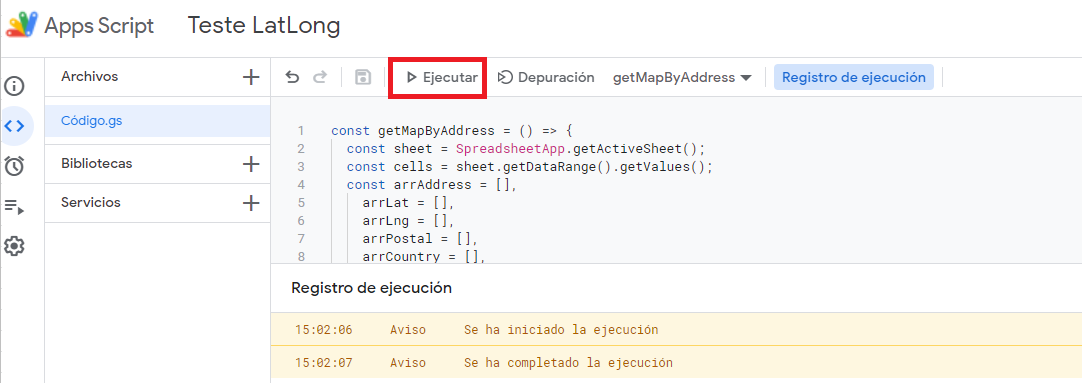 Apps Script Teste LatLong
Archivos
Ejecutar Depuración getMapByAddress Registro de ejecución
Código.gs
Bibliotecas
Servicios
1 const getMapByAddress = () => {
2 const sheet = SpreadsheetApp.getActiveSheet();
3 const cells = sheet.getDataRange().getValues();
4 const arrAddress = [],
5 arrLat = [],
6 arrLng = [],
7 arrPostal = [],
8 arrCountry = [],
Registro de ejecución
15:02:06 Aviso Se ha iniciado la ejecución
15:02:07 Aviso Se ha completado la ejecución